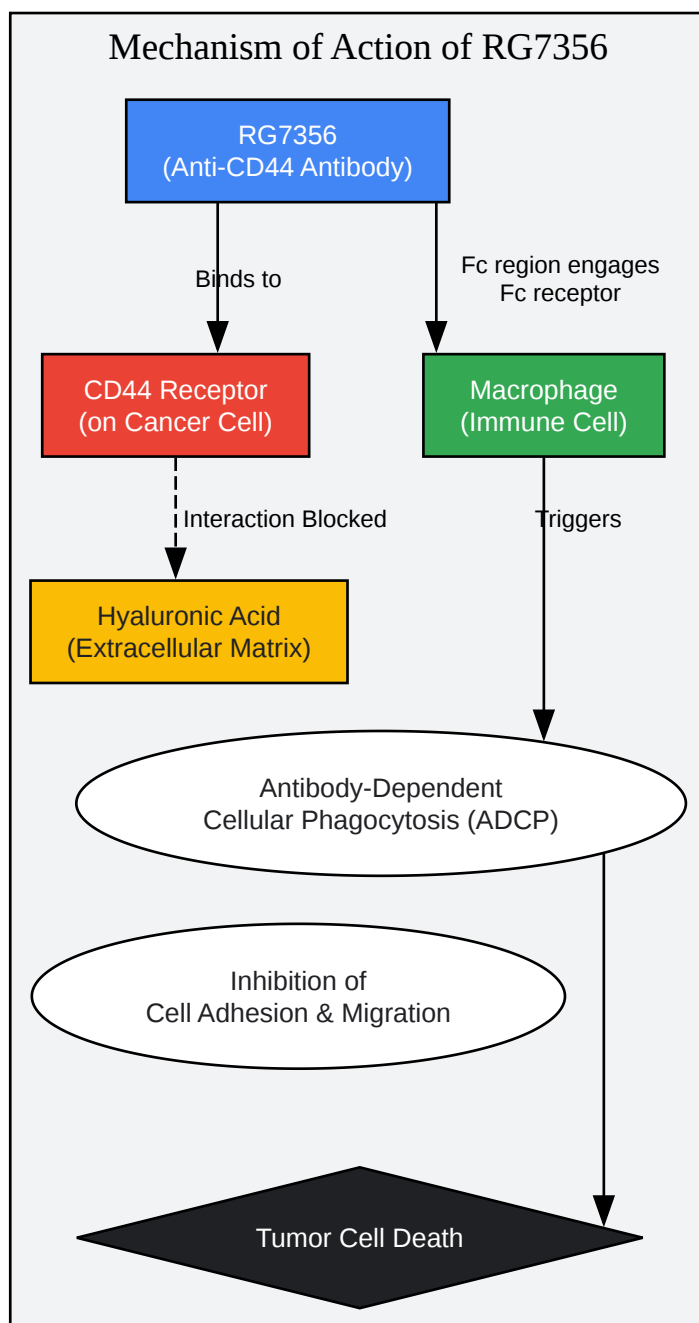 Mechanism of Action of RG7356
RG7356
(Anti-CD44 Antibody)
Binds to
Fc region engages
Fc receptor
CD44 Receptor
(on Cancer Cell)
Macrophage
(Immune Cell)
Interaction Blocked
Triggers
Hyaluronic Acid
(Extracellular Matrix)
Antibody-Dependent
Cellular Phagocytosis (ADCP)
Inhibition of
Cell Adhesion & Migration
Tumor Cell Death